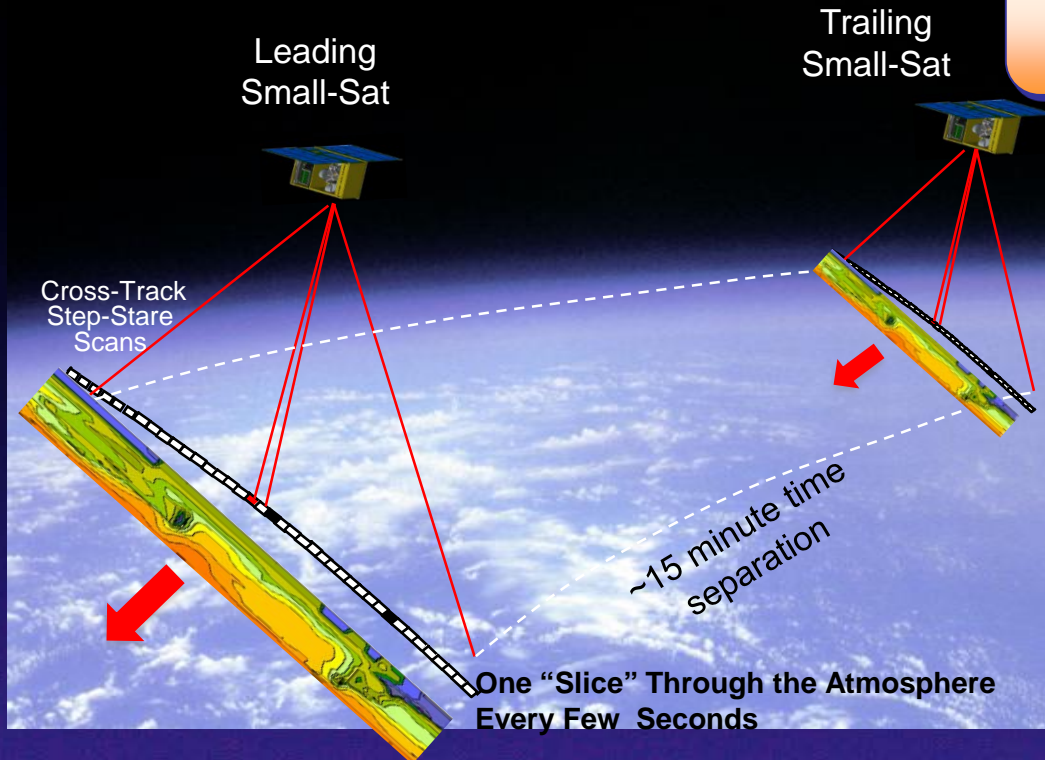 Leading
Small-Sat
Trailing
Small-Sat
Cross-Track
Step-Stare
Scans
~15 minute time
separation
One “Slice” Through the Atmosphere
Every Few Seconds